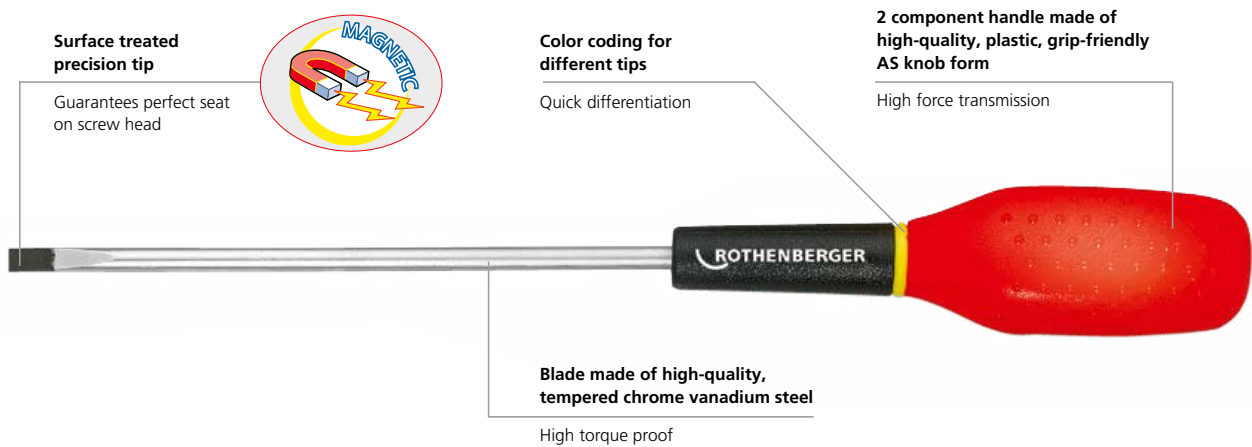 Surface treated
precision tip
Guarantees perfect seat
on screw head
MAGNETIC
Color coding for
different tips
Quick differentiation
2 component handle made of
high-quality, plastic, grip-friendly
AS knob form
High force transmission
ROTHENBERGER
Blade made of high-quality,
tempered chrome vanadium steel
High torque proof